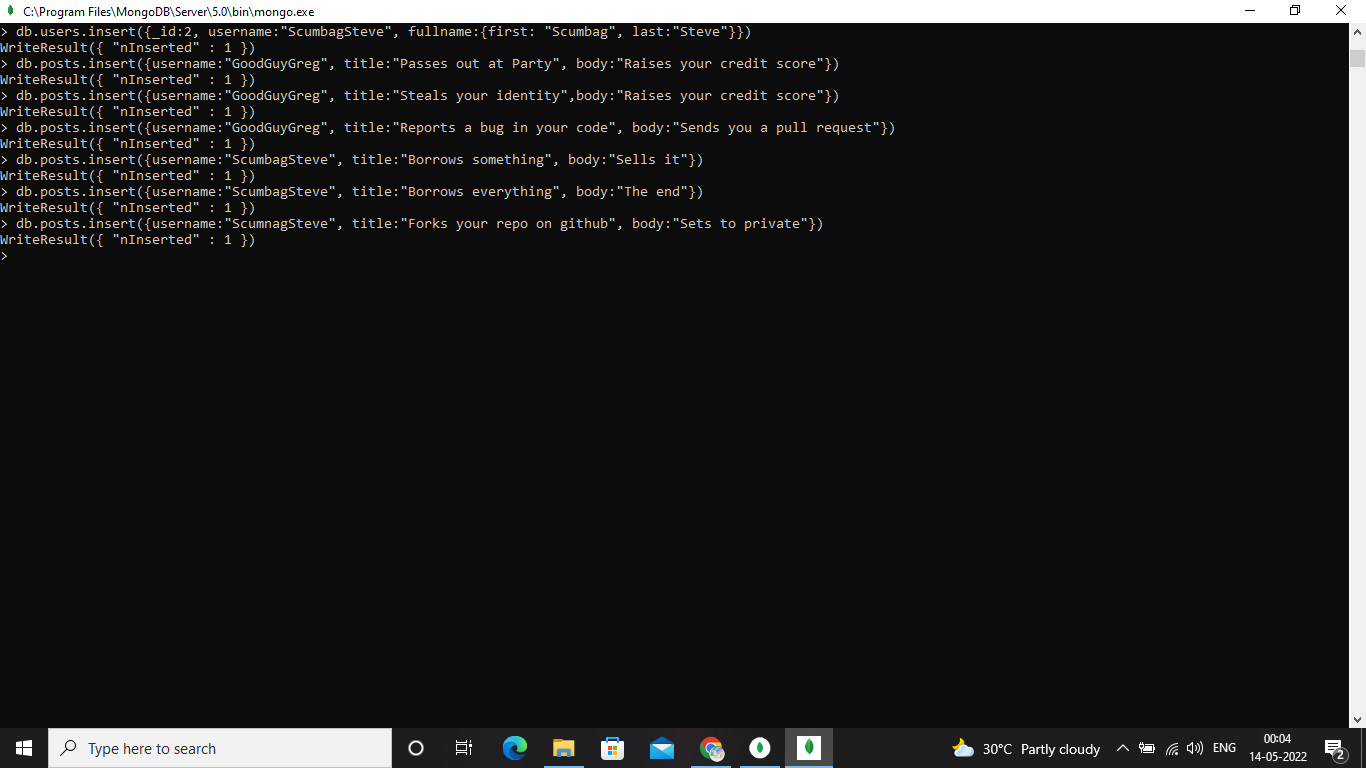 C:\Program Files\MongoDB\Server\5.0\bin\mongo.exe
> db.users.insert({_id:2, username:"ScumbagSteve", fullname:{first: "Scumbag", last:"Steve"}})
WriteResult({ "nInserted" : 1 })
> db.posts.insert({username:"GoodGuyGreg", title:"Passes out at Party", body:"Raises your credit score"})
WriteResult({ "nInserted" : 1 })
> db.posts.insert({username:"GoodGuyGreg", title:"Steals your identity",body:"Raises your credit score"})
WriteResult({ "nInserted" : 1 })
> db.posts.insert({username:"GoodGuyGreg", title:"Reports a bug in your code", body:"Sends you a pull request"})
WriteResult({ "nInserted" : 1 })
> db.posts.insert({username:"ScumbagSteve", title:"Borrows something", body:"Sells it"})
WriteResult({ "nInserted" : 1 })
> db.posts.insert({username:"ScumbagSteve", title:"Borrows everything", body:"The end"})
WriteResult({ "nInserted" : 1 })
> db.posts.insert({username:"ScumnagSteve", title:"Forks your repo on github", body:"Sets to private"})
WriteResult({ "nInserted" : 1 })
>
Type here to search
30°C Partly cloudy
ENG
00:04
14-05-2022
2